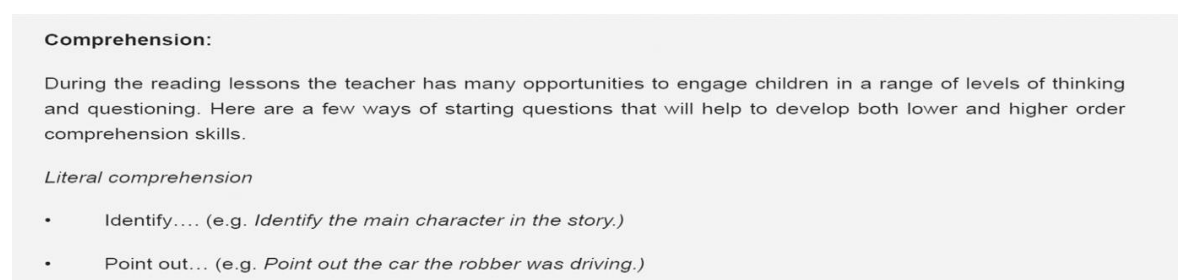 Comprehension:
During the reading lessons the teacher has many opportunities to engage children in a range of levels of thinking
and questioning. Here are a few ways of starting questions that will help to develop both lower and higher order
comprehension skills.
Literal comprehension
• Identify…. (e.g. Identify the main character in the story.)
• Point out… (e.g. Point out the car the robber was driving.)